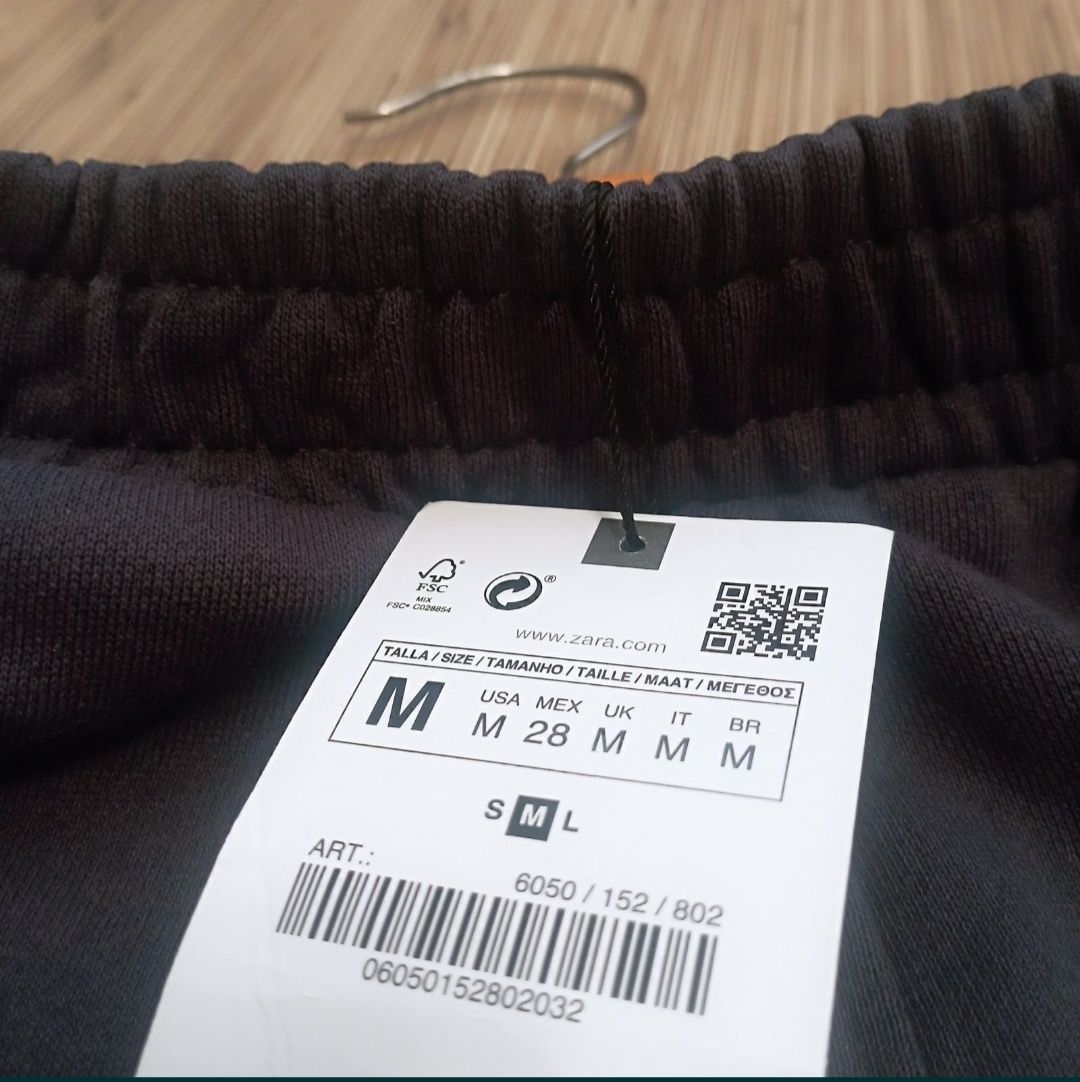 FSC®
MIX
FSC® C028854
®
www.zara.com
TALLA / SIZE / TAMANHO / TAILLE / MAAT / ΜΕΓΕΘΟΣ
M
USA MEX UK IT BR
M 28 M M M
S M L
ART.:
6050 / 152 / 802
06050152802032